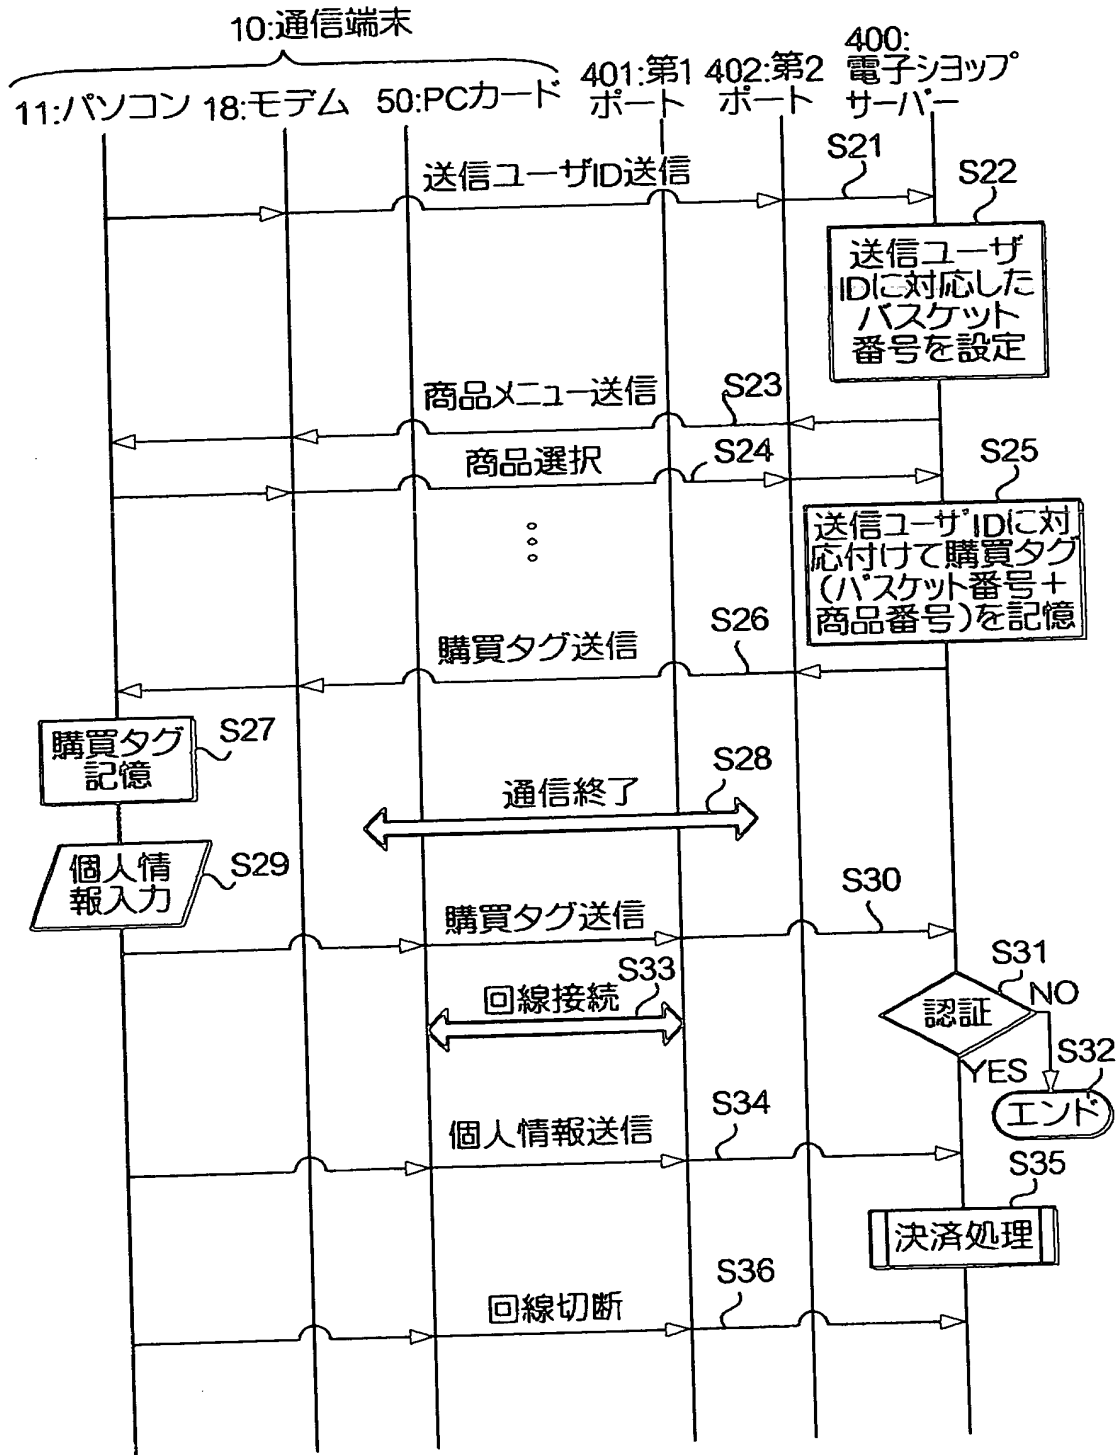 10:通信端末
11:パソコン 18:モデム 50:PCカード
401:第1
ポート
402:第2
ポート
400:
電子ショップ
サーバー
送信ユーザID送信
S21
S22
送信ユーザ
IDに対応した
バスケット
番号を設定
商品メニュー送信
S23
商品選択
S24
S25
送信ユーザIDに対
応付けて購買タグ
(バスケット番号+
商品番号)を記憶
購買タグ送信
S26
購買タグ
記憶
S27
通信終了
S28
個人情
報入力
S29
購買タグ送信
S30
認証
S31
NO
YES
エンド
S32
回線接続
S33
個人情報送信
S34
S35
決済処理
回線切断
S36